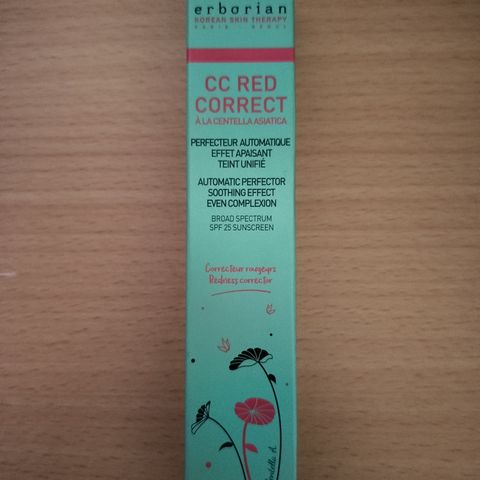 erborian
KOREAN SKIN THERAPY
PARIS - SEOUL
CC RED
CORRECT
À LA CENTELLA ASIATICA
PERFECTEUR AUTOMATIQUE
EFFET APAISANT
TEINT UNIFIÉ
AUTOMATIC PERFECTOR
SOOTHING EFFECT
EVEN COMPLEXION
BROAD SPECTRUM
SPF 25 SUNSCREEN
Correcteur rougeurs
Redness corrector